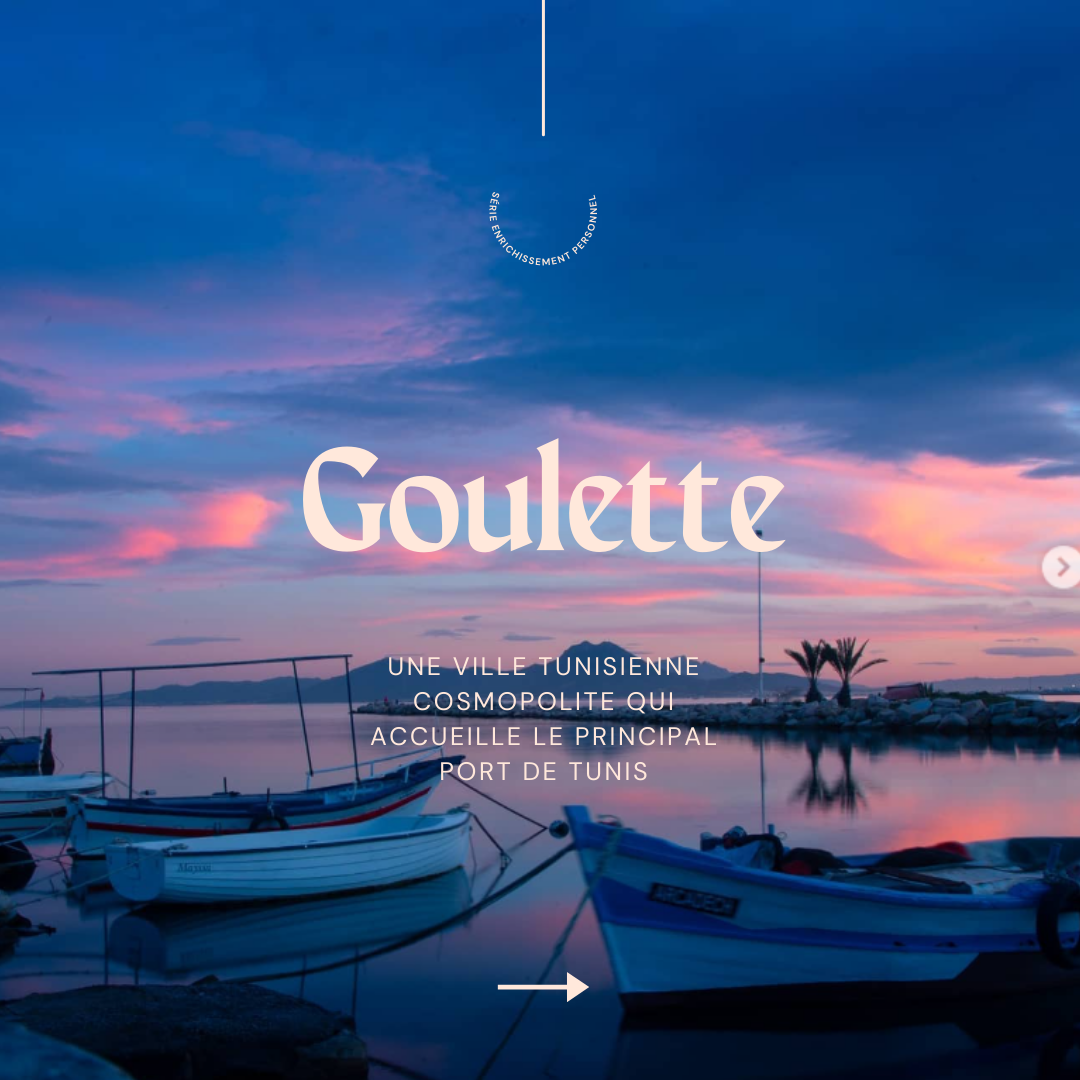 SÉRIE ENRICHISSEMENT PERSONNEL
Goulette
UNE VILLE TUNISIENNE
COSMOPOLITE QUI
ACCUEILLE LE PRINCIPAL
PORT DE TUNIS